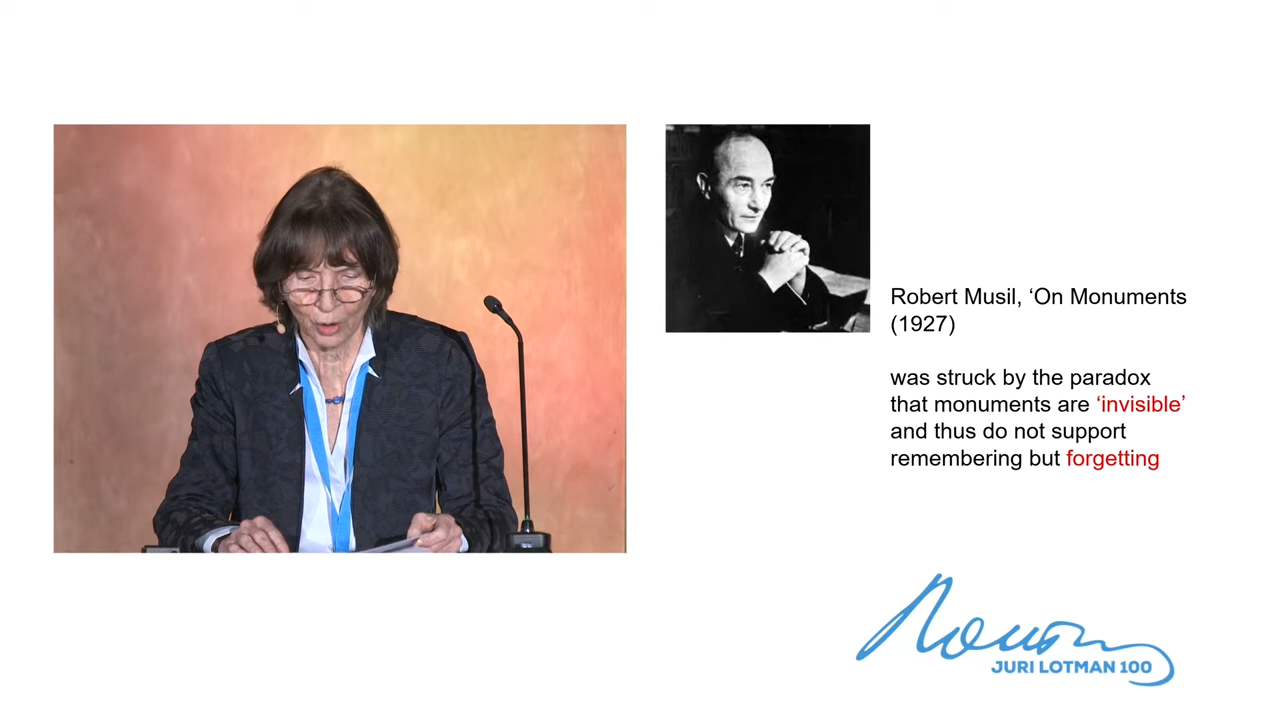 Robert Musil, ‘On Monuments
(1927)
was struck by the paradox
that monuments are ‘invisible’
and thus do not support
remembering but forgetting
JURI LOTMAN 100